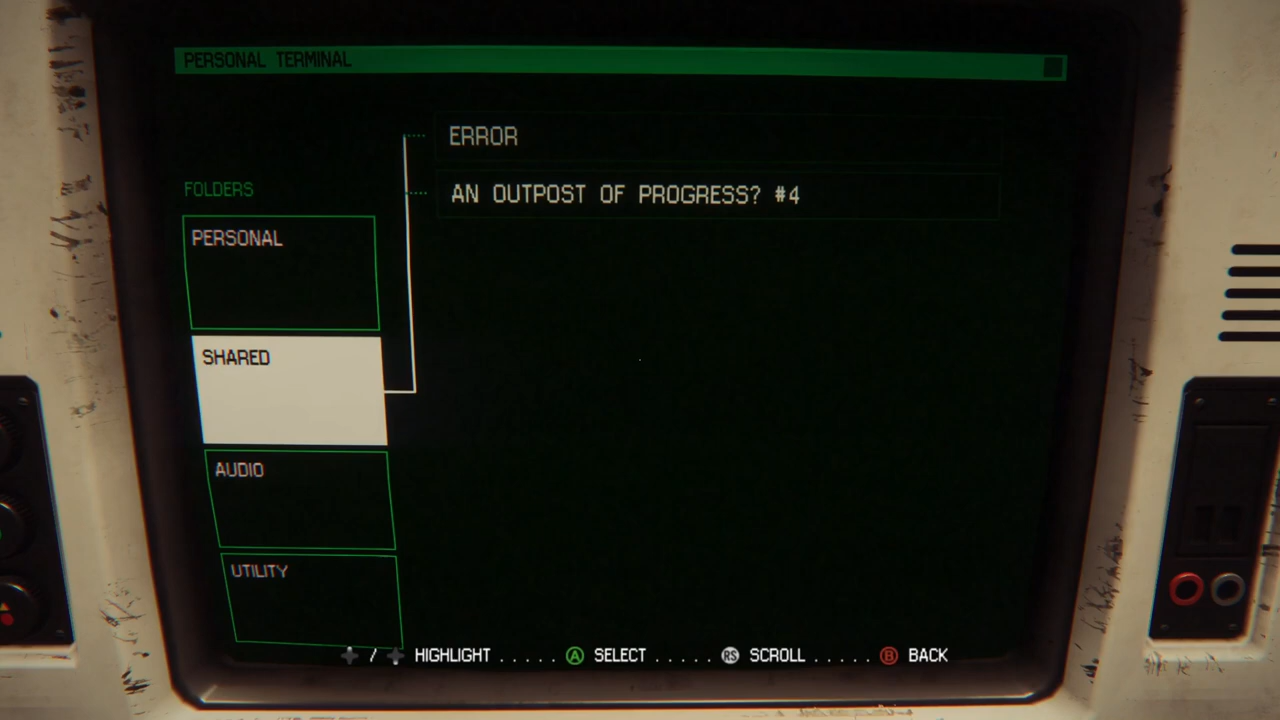 PERSONAL TERMINAL
ERROR
AN OUTPOST OF PROGRESS? #4
FOLDERS
PERSONAL
SHARED
AUDIO
UTILITY
/ HIGHLIGHT . . . . . A SELECT . . . . . RS SCROLL . . . . . B BACK